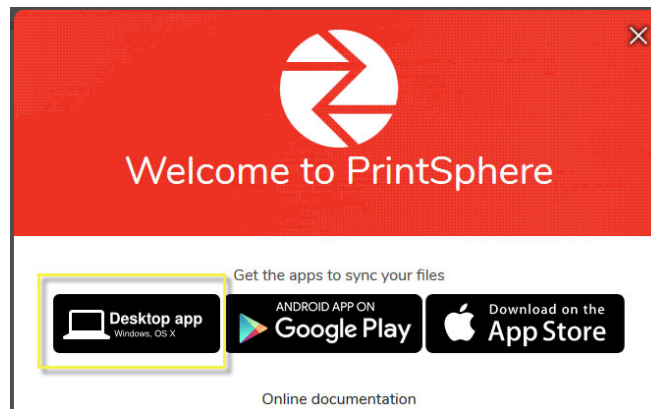 Welcome to PrintSphere
Get the apps to sync your files
Desktop app
Windows, OS X
ANDROID APP ON
Google Play
Download on the
App Store
Online documentation